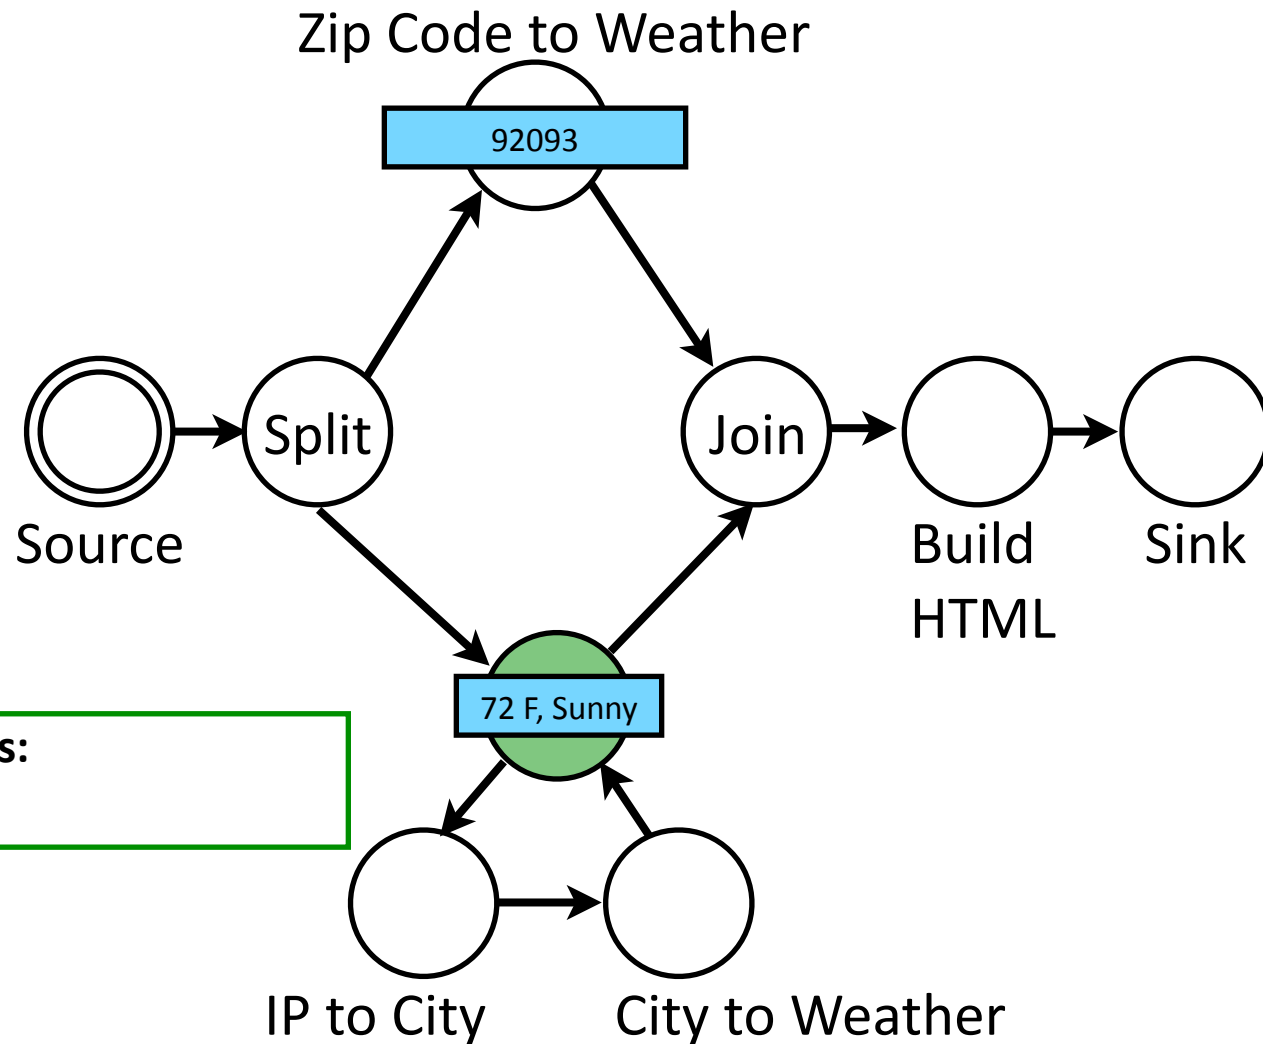 Zip Code to Weather
92093
Split
Join
Source
Build
HTML
Sink
72 F, Sunny
s:
IP to City
City to Weather